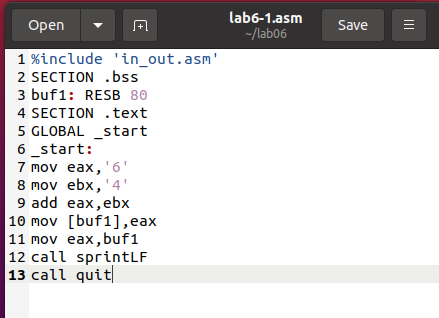 Open
lab6-1.asm
~/lab06
Save
1 %include 'in_out.asm'
2 SECTION .bss
3 buf1: RESB 80
4 SECTION .text
5 GLOBAL _start
6 _start:
7 mov eax,'6'
8 mov ebx,'4'
9 add eax,ebx
10 mov [buf1],eax
11 mov eax,buf1
12 call sprintLF
13 call quit